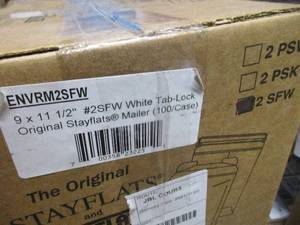 ENVRM2SFW
9 x 11 1/2" #2SFW White Tab-Lock
Original Stayflats® Mailer (100/Case)
2 PSW
2 PSK
2 SFW
The Original
STAYFLATS
and